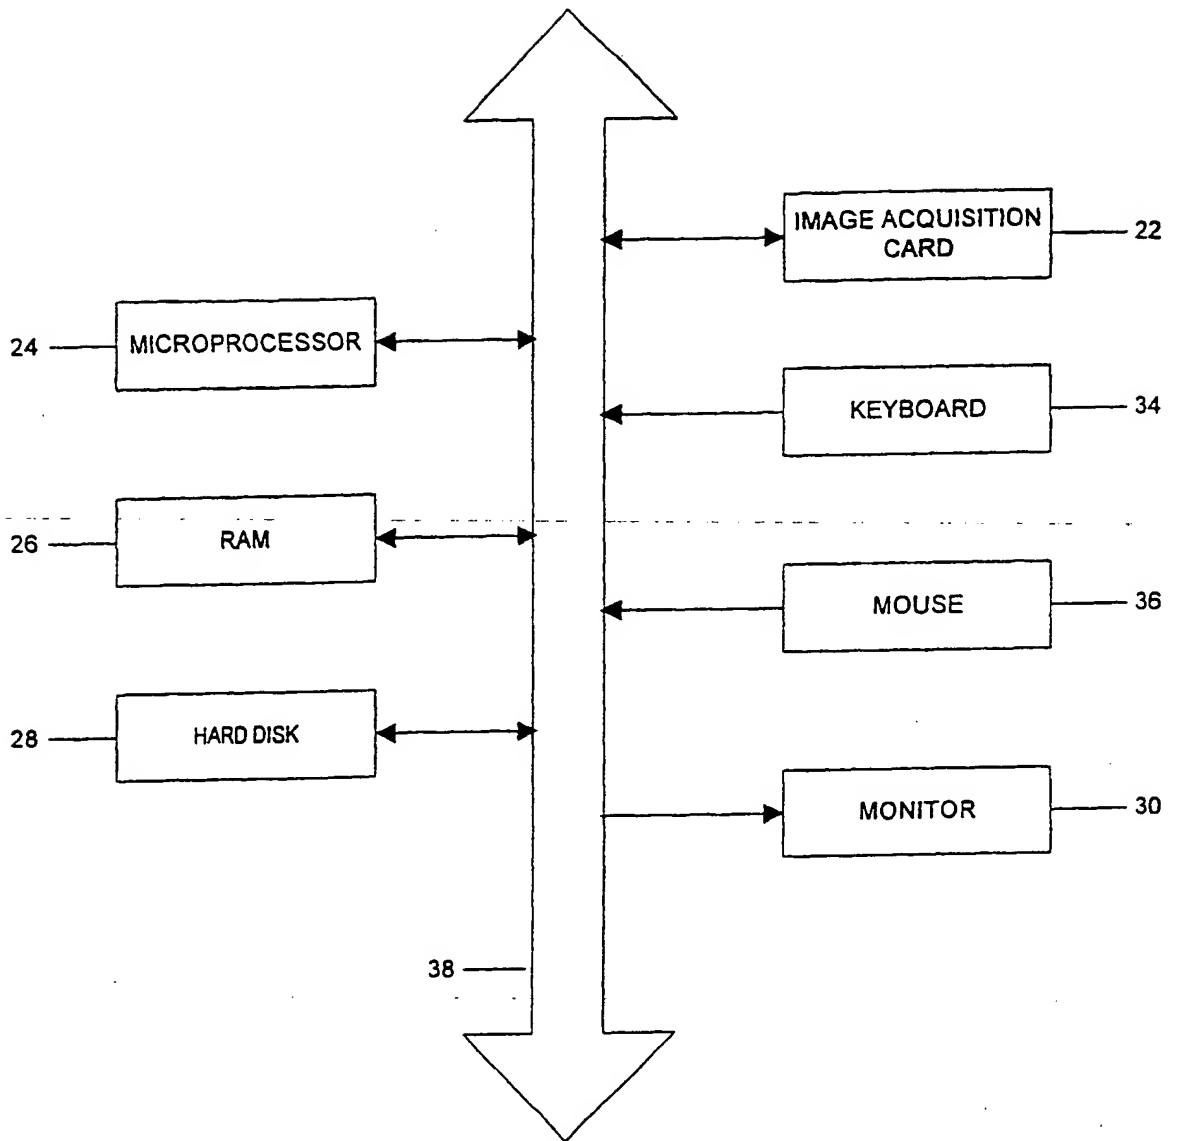 IMAGE ACQUISITION
CARD
22
24
MICROPROCESSOR
KEYBOARD
34
26
RAM
MOUSE
36
28
HARD DISK
MONITOR
30
38